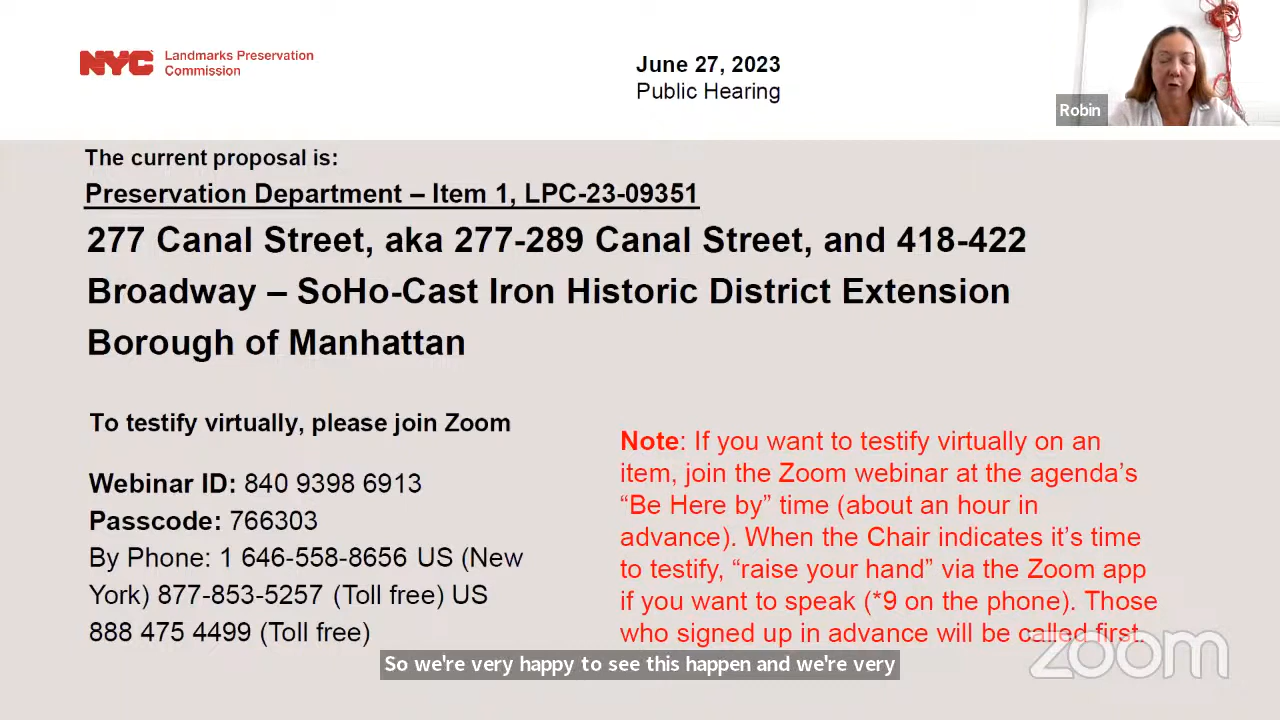 NYC Landmarks Preservation
Commission
June 27, 2023
Public Hearing
Robin
The current proposal is:
Preservation Department – Item 1, LPC-23-09351
277 Canal Street, aka 277-289 Canal Street, and 418-422
Broadway – SoHo-Cast Iron Historic District Extension
Borough of Manhattan
To testify virtually, please join Zoom
Webinar ID: 840 9398 6913
Passcode: 766303
By Phone: 1 646-558-8656 US (New
York) 877-853-5257 (Toll free) US
888 475 4499 (Toll free)
Note: If you want to testify virtually on an
item, join the Zoom webinar at the agenda’s
“Be Here by” time (about an hour in
advance). When the Chair indicates it’s time
to testify, “raise your hand” via the Zoom app
if you want to speak (*9 on the phone). Those
who signed up in advance will be called first.
zoom
So we're very happy to see this happen and we're very